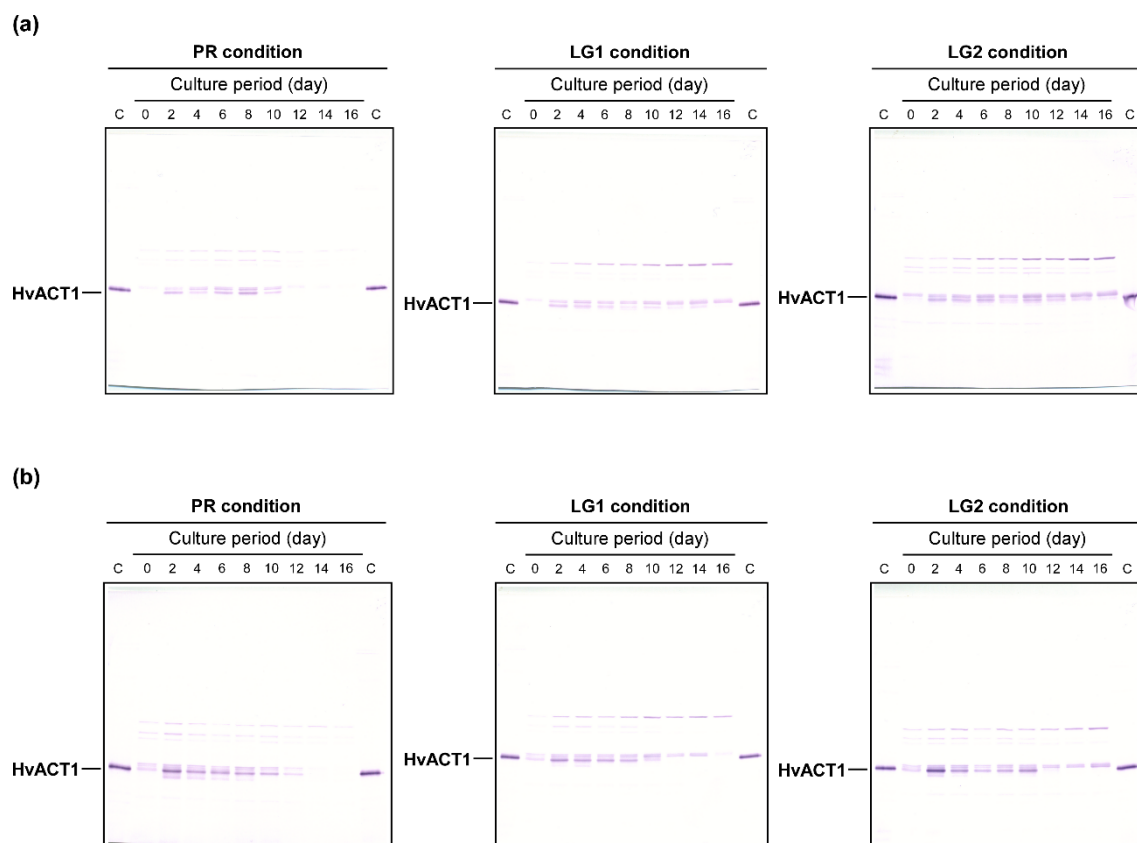 (a)
PR condition
LG1 condition
LG2 condition
Culture period (day)
Culture period (day)
Culture period (day)
C 0 2 4 6 8 10 12 14 16 C
C 0 2 4 6 8 10 12 14 16 C
C 0 2 4 6 8 10 12 14 16 C
HvACT1
HvACT1
HvACT1
(b)
PR condition
LG1 condition
LG2 condition
Culture period (day)
Culture period (day)
Culture period (day)
C 0 2 4 6 8 10 12 14 16 C
C 0 2 4 6 8 10 12 14 16 C
C 0 2 4 6 8 10 12 14 16 C
HvACT1
HvACT1
HvACT1